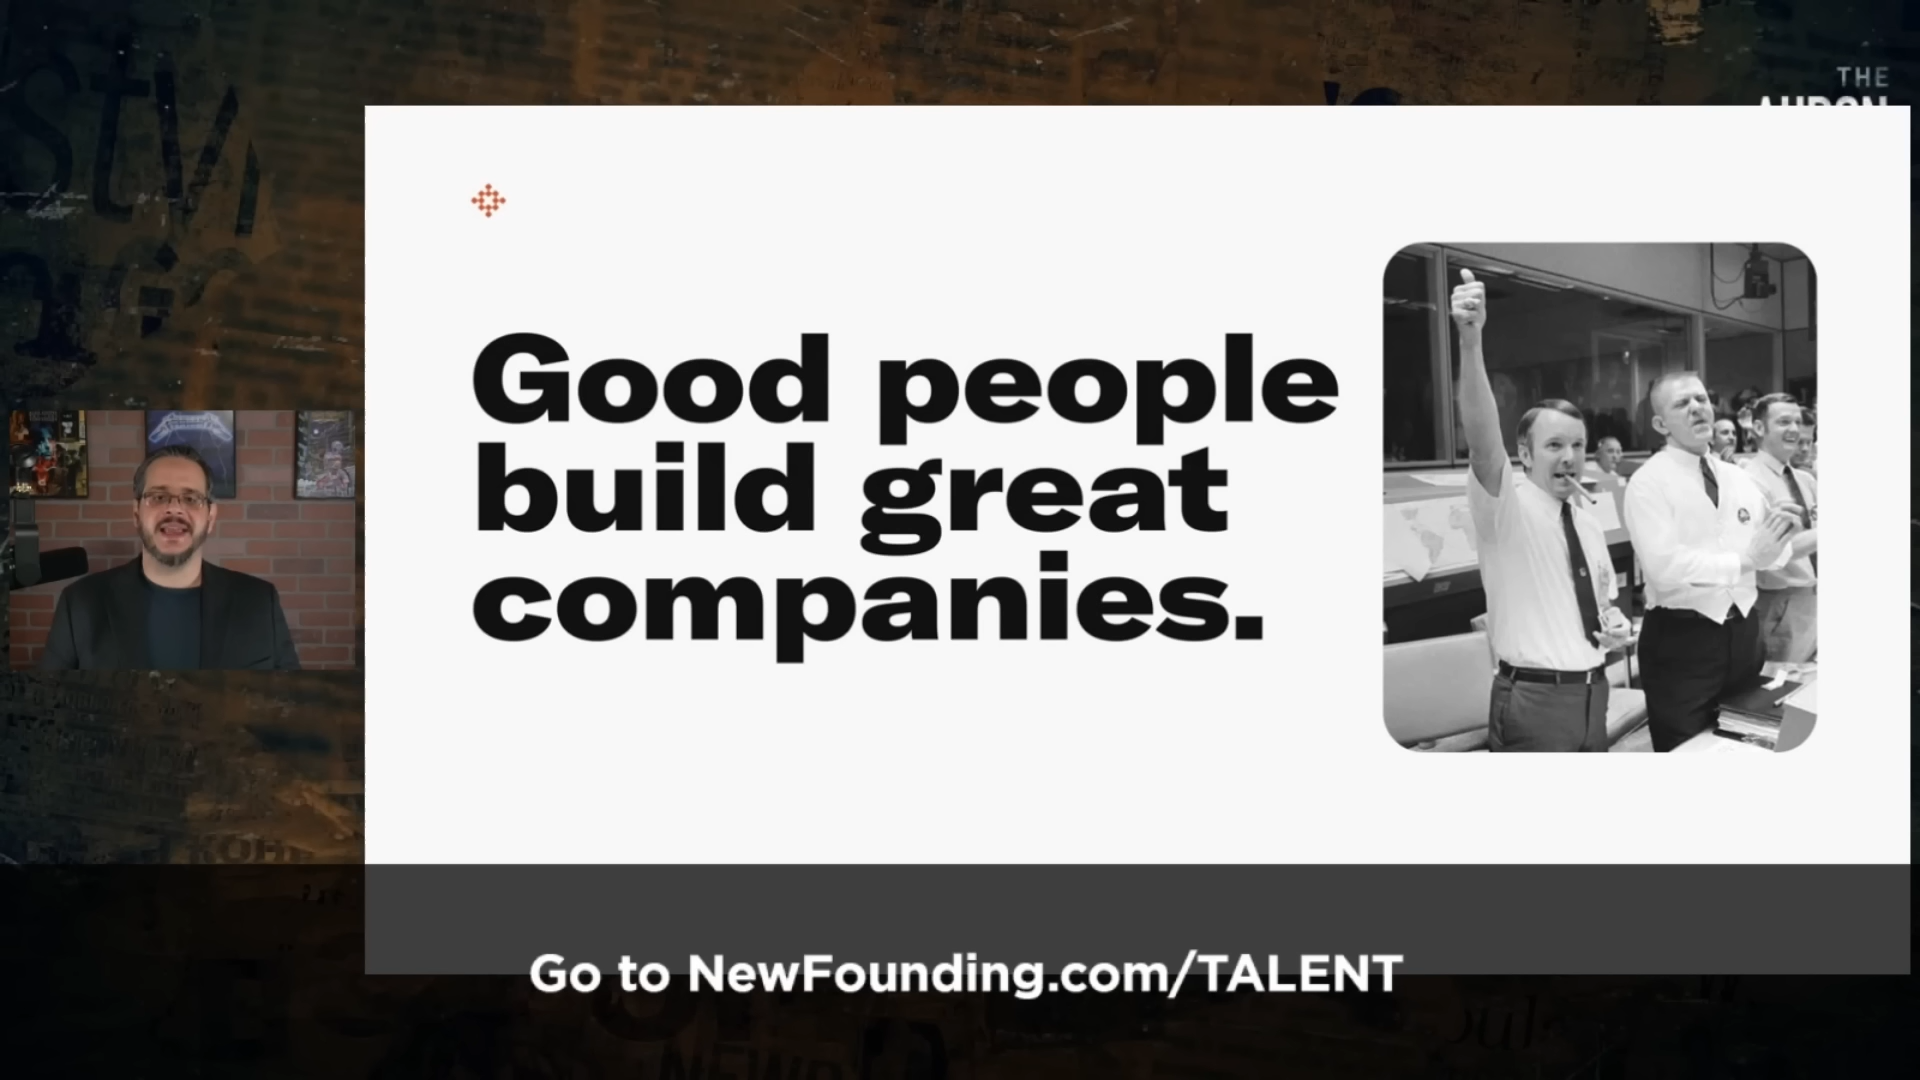 THE
Good people
build great
companies.
Go to NewFounding.com/TALENT